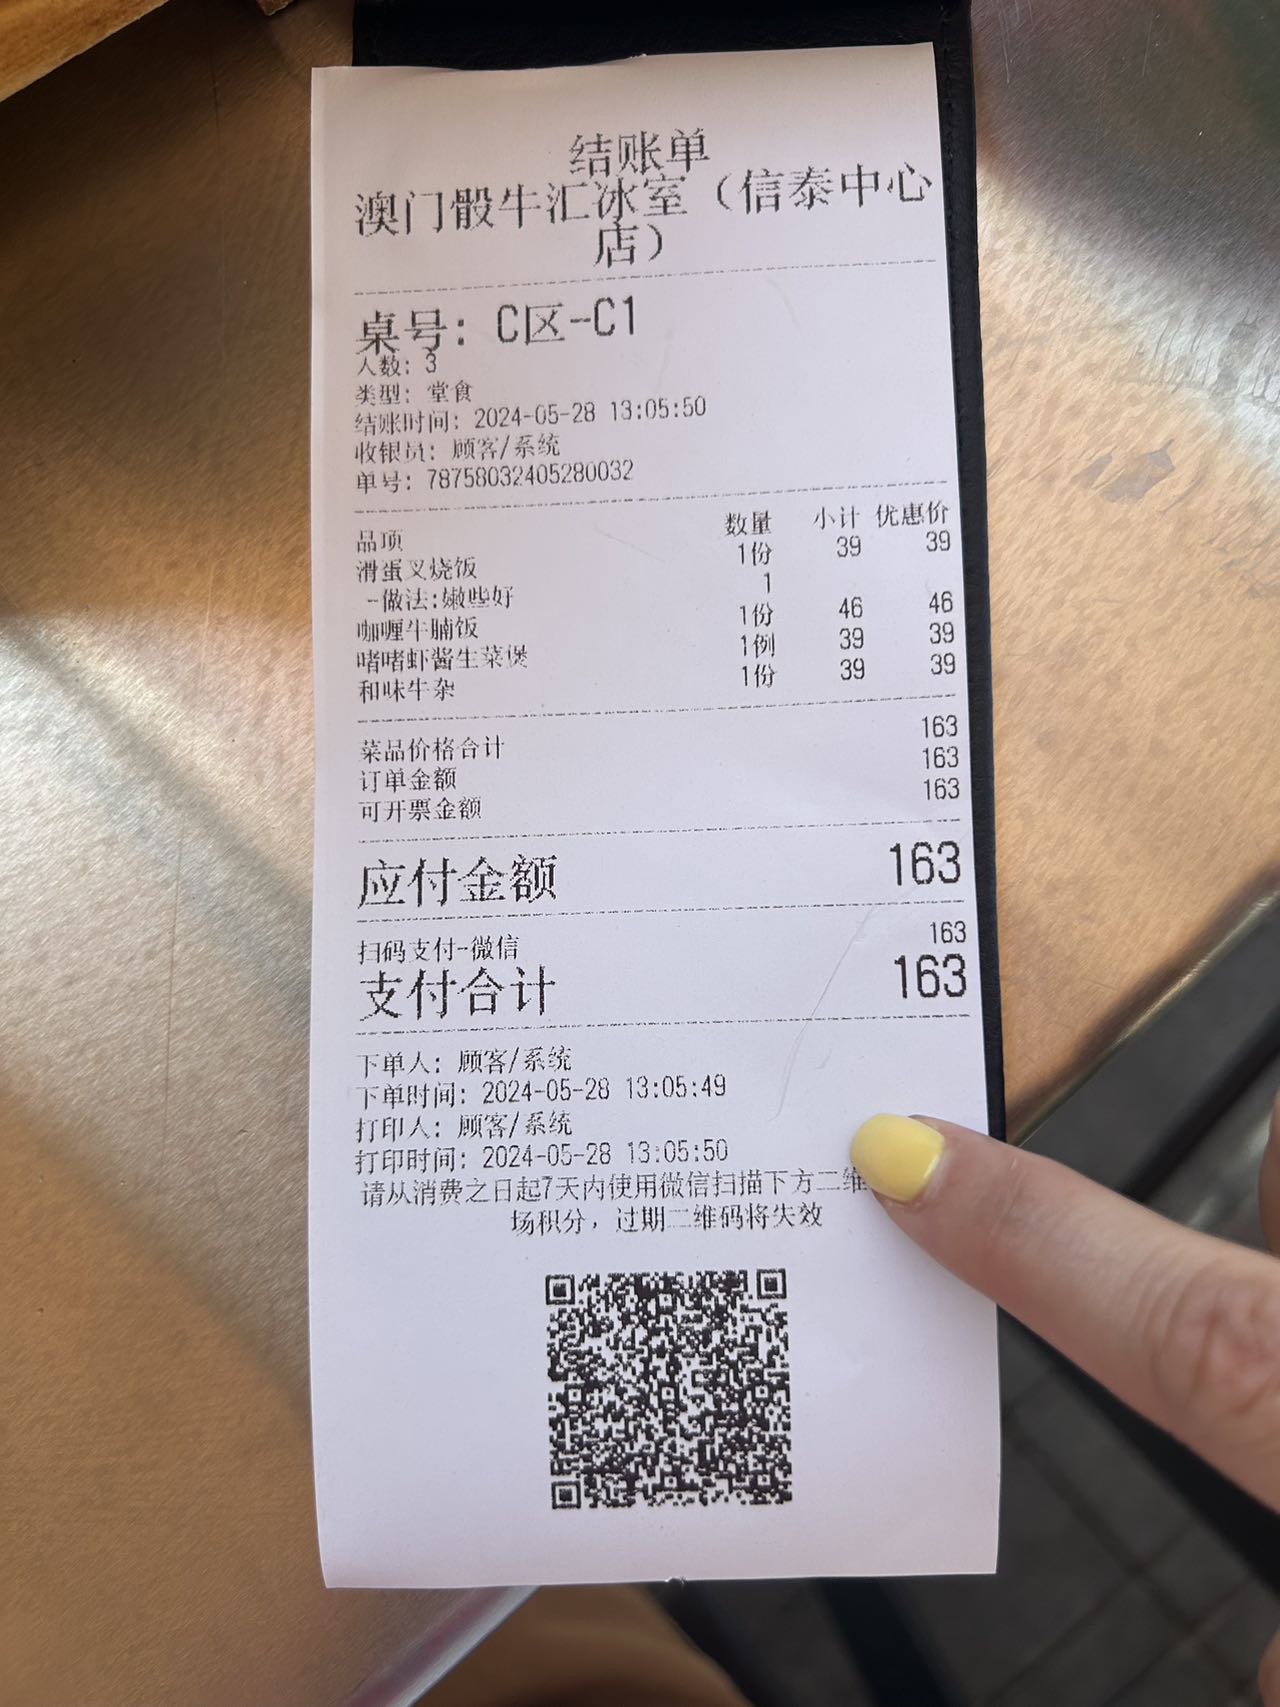 结账单
澳门骰牛汇冰室（信泰中心
店）
桌号: C区-C1
人数: 3
类型: 堂食
结账时间: 2024-05-28 13:05:50
收银员: 顾客/系统
单号: 78758032405280032
品项 数量 小计 优惠价
滑蛋叉烧饭 1份 39 39
-做法:嫩些好 1
咖喱牛腩饭 1份 46 46
啫啫虾酱生菜煲 1例 39 39
和味牛杂 1份 39 39
菜品价格合计 163
订单金额 163
可开票金额 163
应付金额 163
扫码支付-微信 163
支付合计 163
下单人: 顾客/系统
下单时间: 2024-05-28 13:05:49
打印人: 顾客/系统
打印时间: 2024-05-28 13:05:50
请从消费之日起7天内使用微信扫描下方二维
场积分，过期二维码将失效